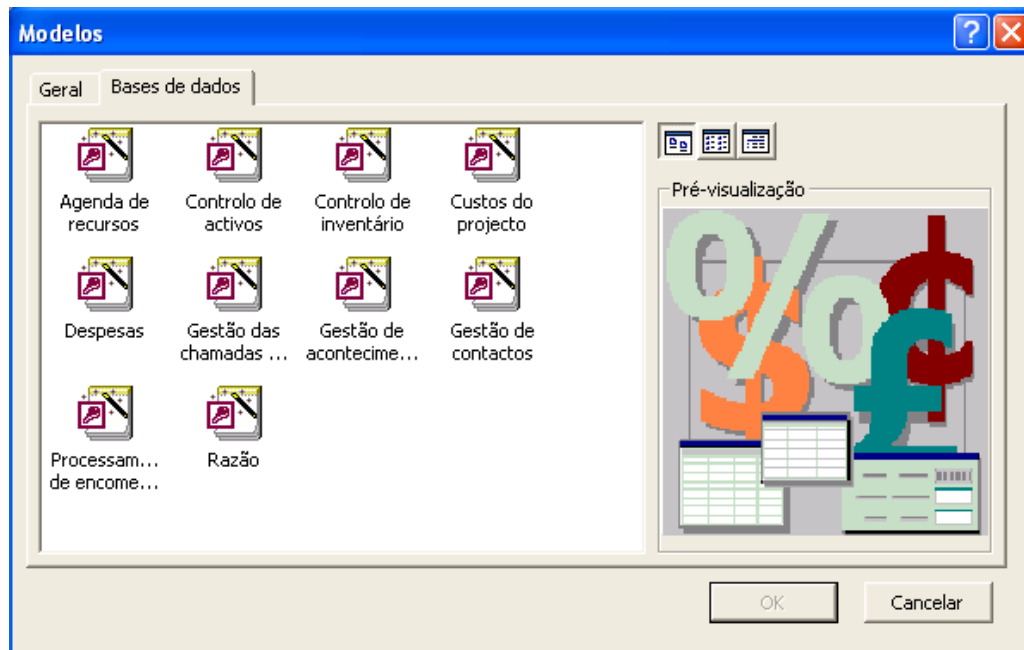 Modelos
Geral
Bases de dados
Agenda de
recursos
Controlo de
activos
Controlo de
inventário
Custos do
projecto
Despesas
Gestão das
chamadas ...
Gestão de
acontecime...
Gestão de
contactos
Processam...
de encome...
Razão
Pré-visualização
OK
Cancelar